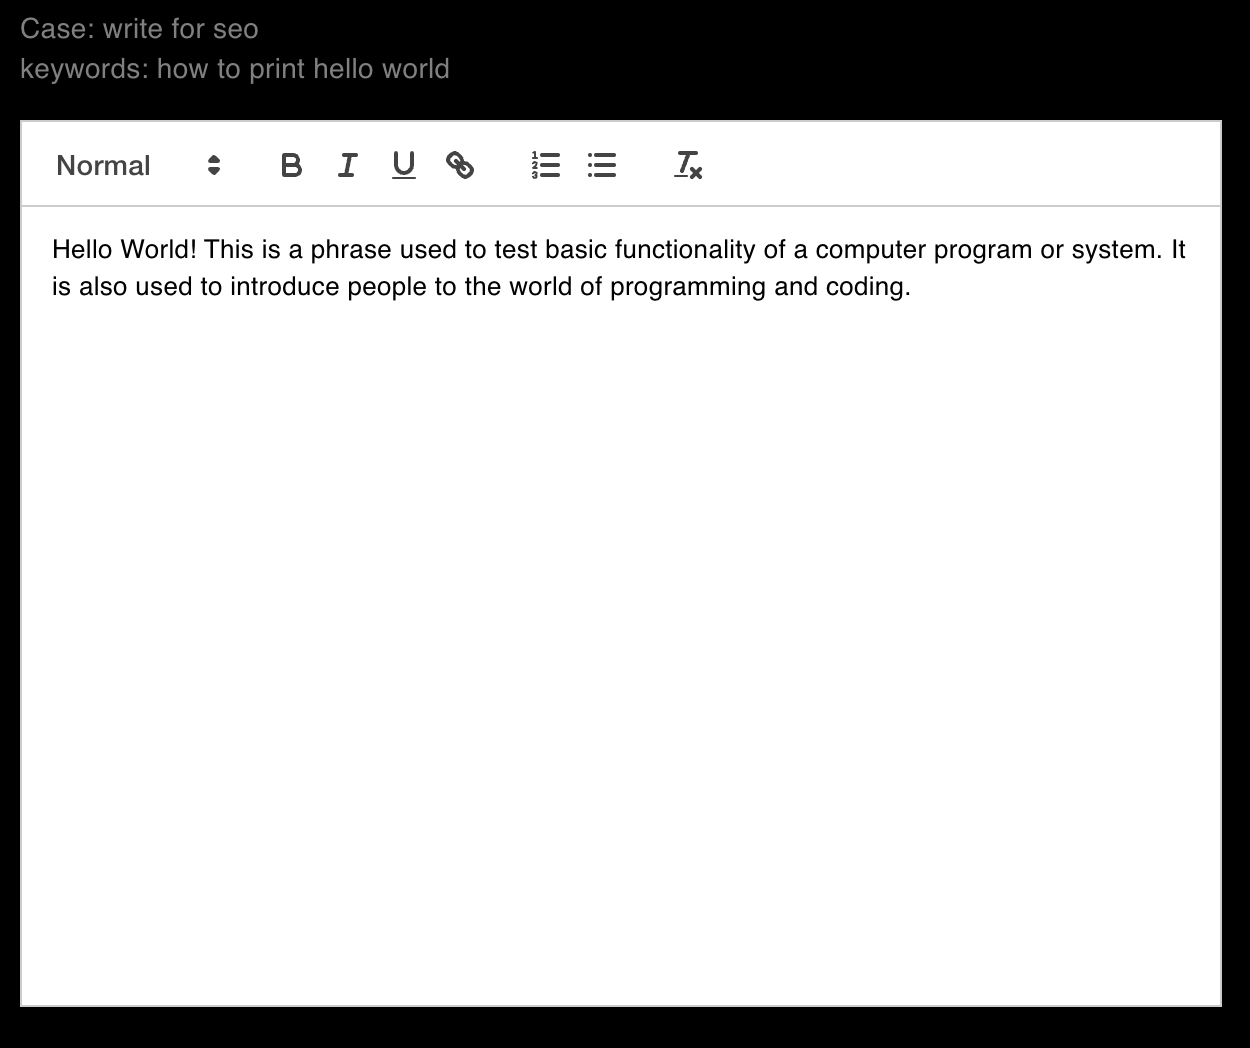 Case: write for seo
keywords: how to print hello world
Normal
Hello World! This is a phrase used to test basic functionality of a computer program or system. It
is also used to introduce people to the world of programming and coding.